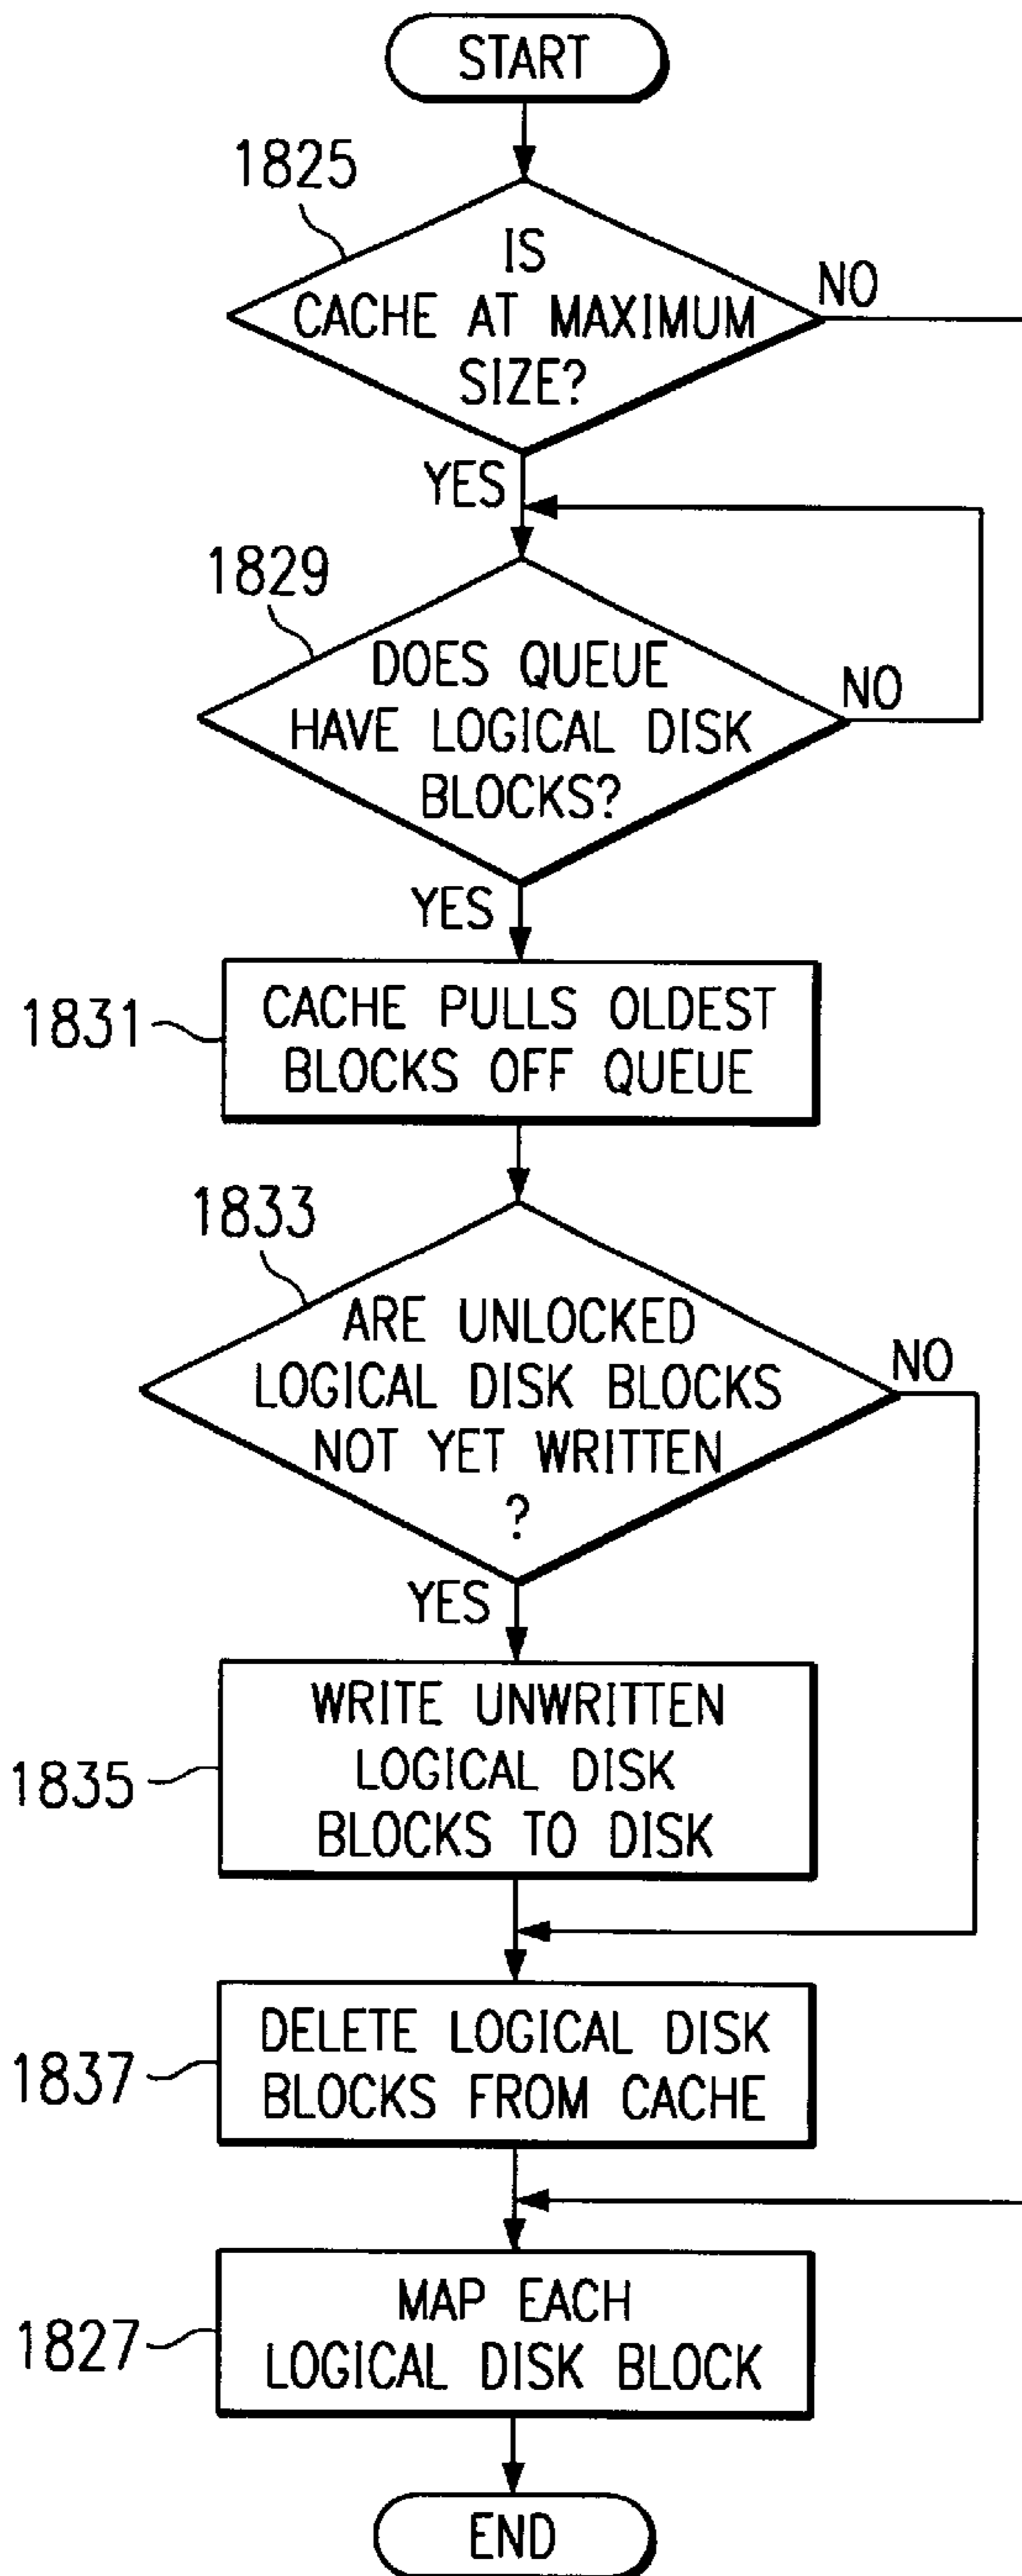 START
1825
IS
CACHE AT MAXIMUM
SIZE?
NO
YES
1829
DOES QUEUE
HAVE LOGICAL DISK
BLOCKS?
NO
YES
1831
CACHE PULLS OLDEST
BLOCKS OFF QUEUE
1833
ARE UNLOCKED
LOGICAL DISK BLOCKS
NOT YET WRITTEN
?
NO
YES
1835
WRITE UNWRITTEN
LOGICAL DISK
BLOCKS TO DISK
1837
DELETE LOGICAL DISK
BLOCKS FROM CACHE
1827
MAP EACH
LOGICAL DISK BLOCK
END